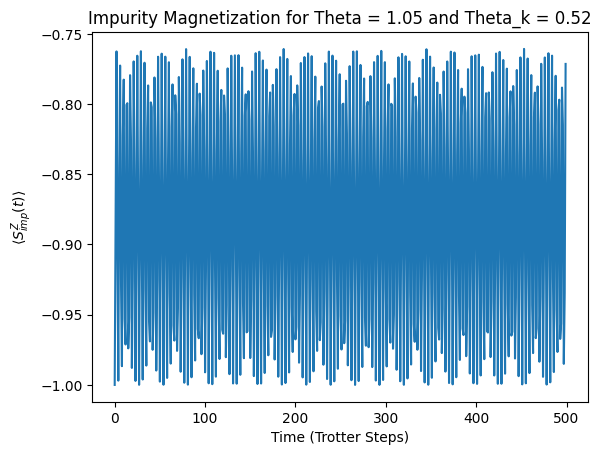 Impurity Magnetization for Theta = 1.05 and Theta_k = 0.52
−0.75
−0.80
−0.85
−0.90
−0.95
−1.00
⟨S^Z_imp(t)⟩
0 100 200 300 400 500
Time (Trotter Steps)